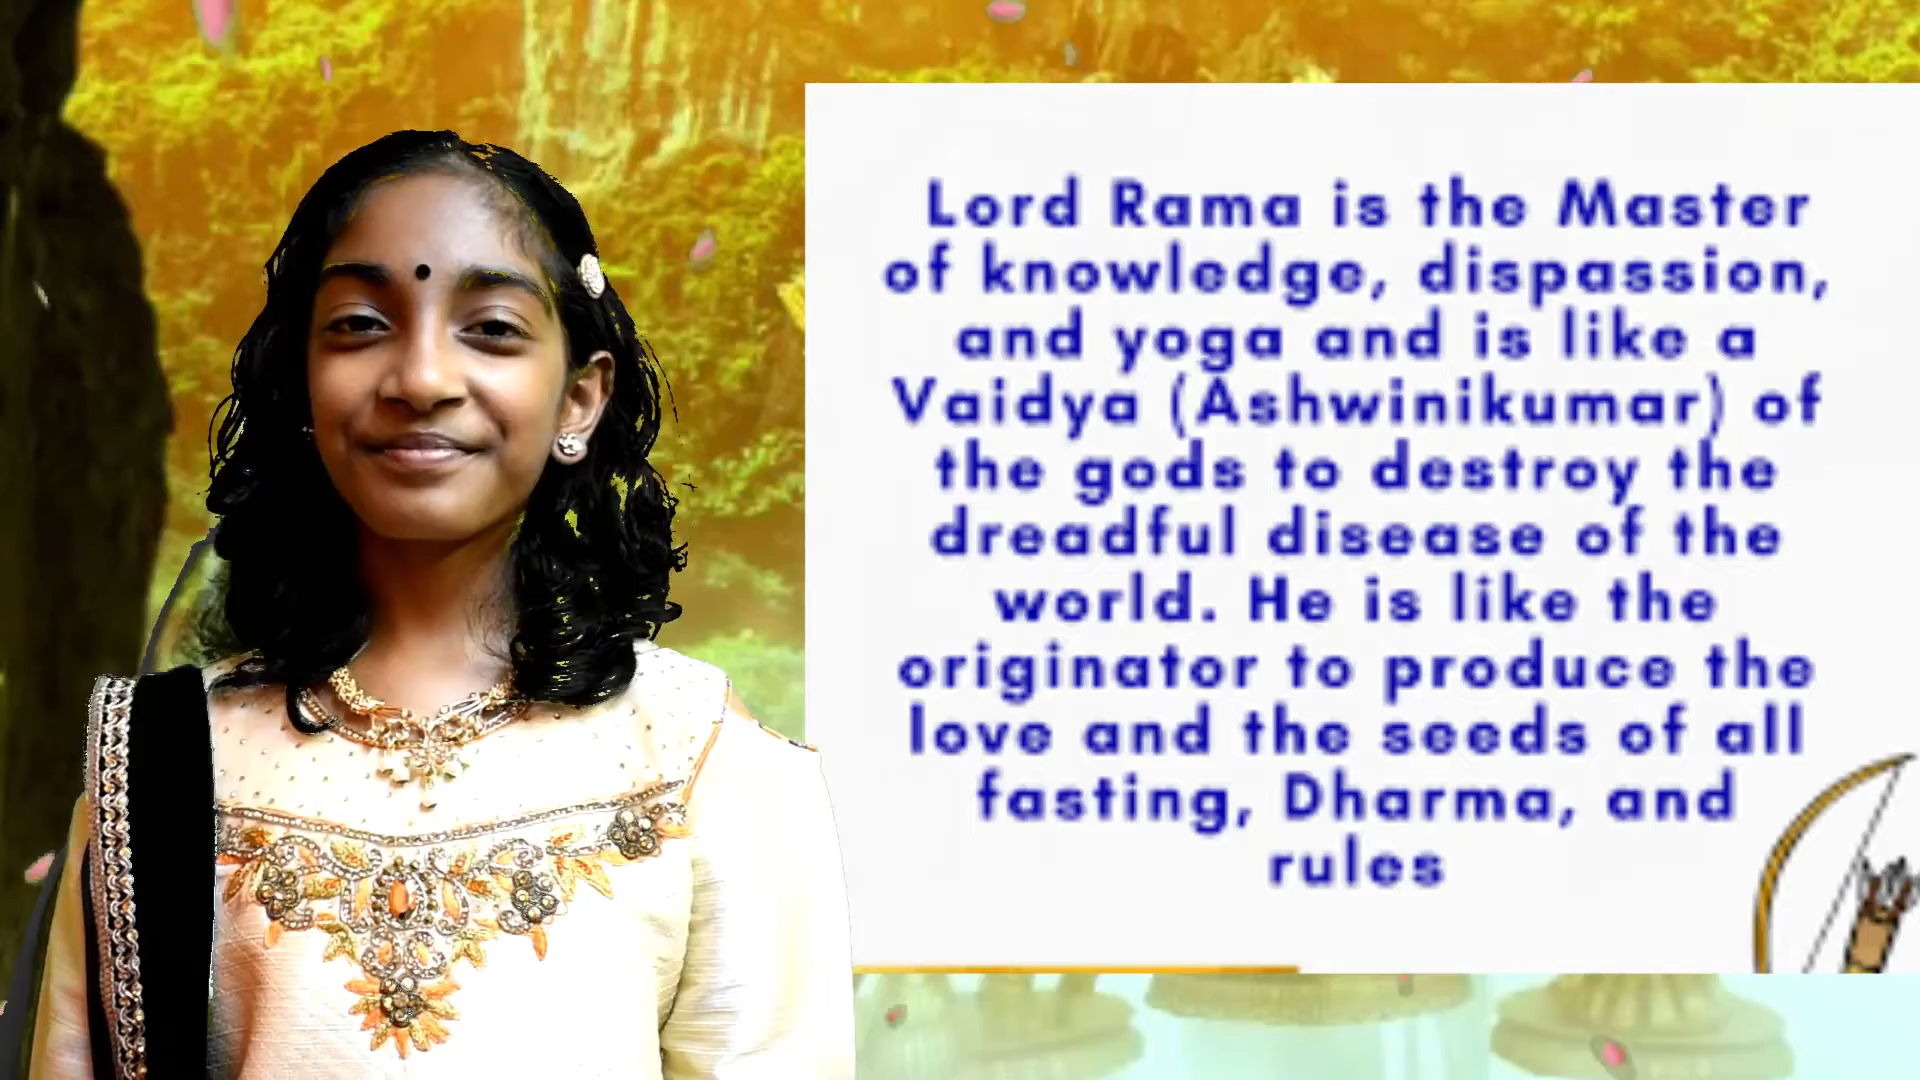 Lord Rama is the Master
of knowledge, dispassion,
and yoga and is like a
Vaidya (Ashwinikumar) of
the gods to destroy the
dreadful disease of the
world. He is like the
originator to produce the
love and the seeds of all
fasting, Dharma, and
rules